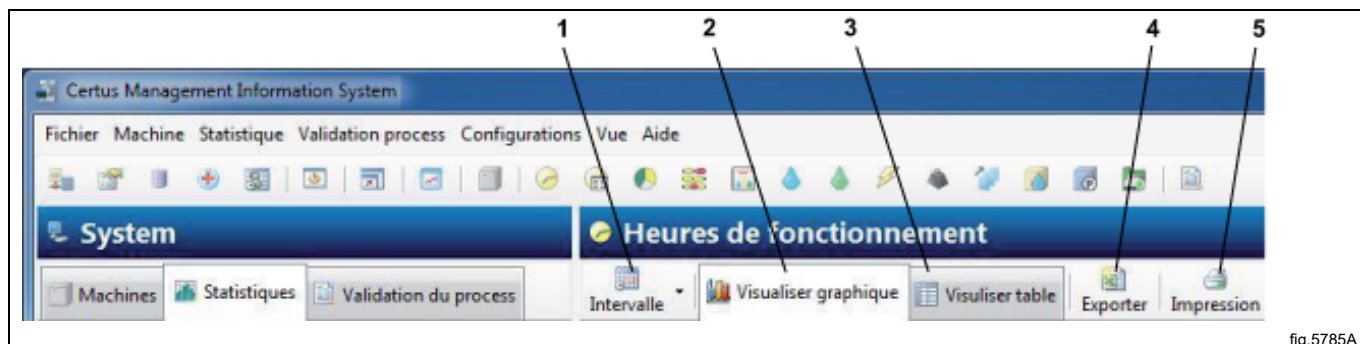 1 2 3 4 5
Certus Management Information System
Fichier Machine Statistique Validation process Configurations Vue Aide
System
Heures de fonctionnement
Machines Statistiques Validation du process
Intervalle Visualiser graphique Visuliser table Exporter Impression
fig.5785A